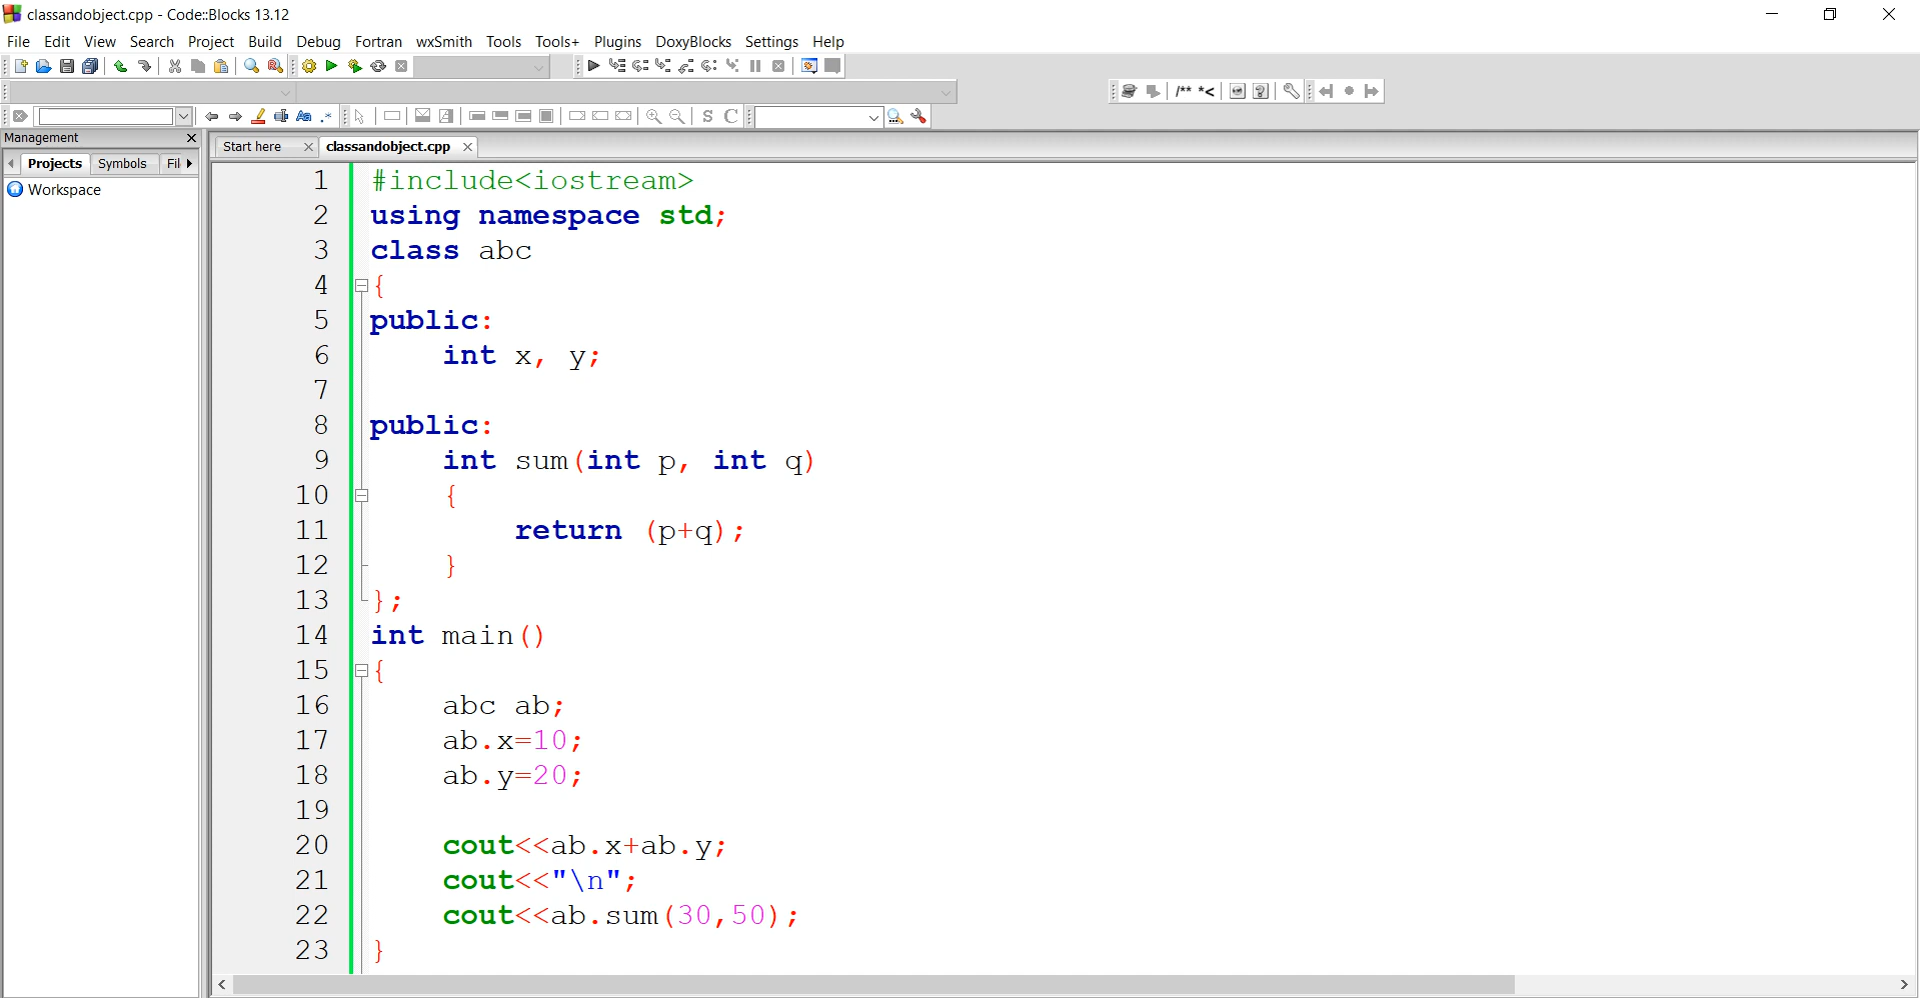 classandobject.cpp - Code::Blocks 13.12
File Edit View Search Project Build Debug Fortran wxSmith Tools Tools+ Plugins DoxyBlocks Settings Help
/** *<
Aa .* S C
Management
Start here classandobject.cpp
Projects Symbols Fil
Workspace
1 #include<iostream>
2 using namespace std;
3 class abc
4 {
5 public:
6 int x, y;
7
8 public:
9 int sum(int p, int q)
10 {
11 return (p+q);
12 }
13 };
14 int main()
15 {
16 abc ab;
17 ab.x=10;
18 ab.y=20;
19
20 cout<<ab.x+ab.y;
21 cout<<"\n";
22 cout<<ab.sum(30,50);
23 }